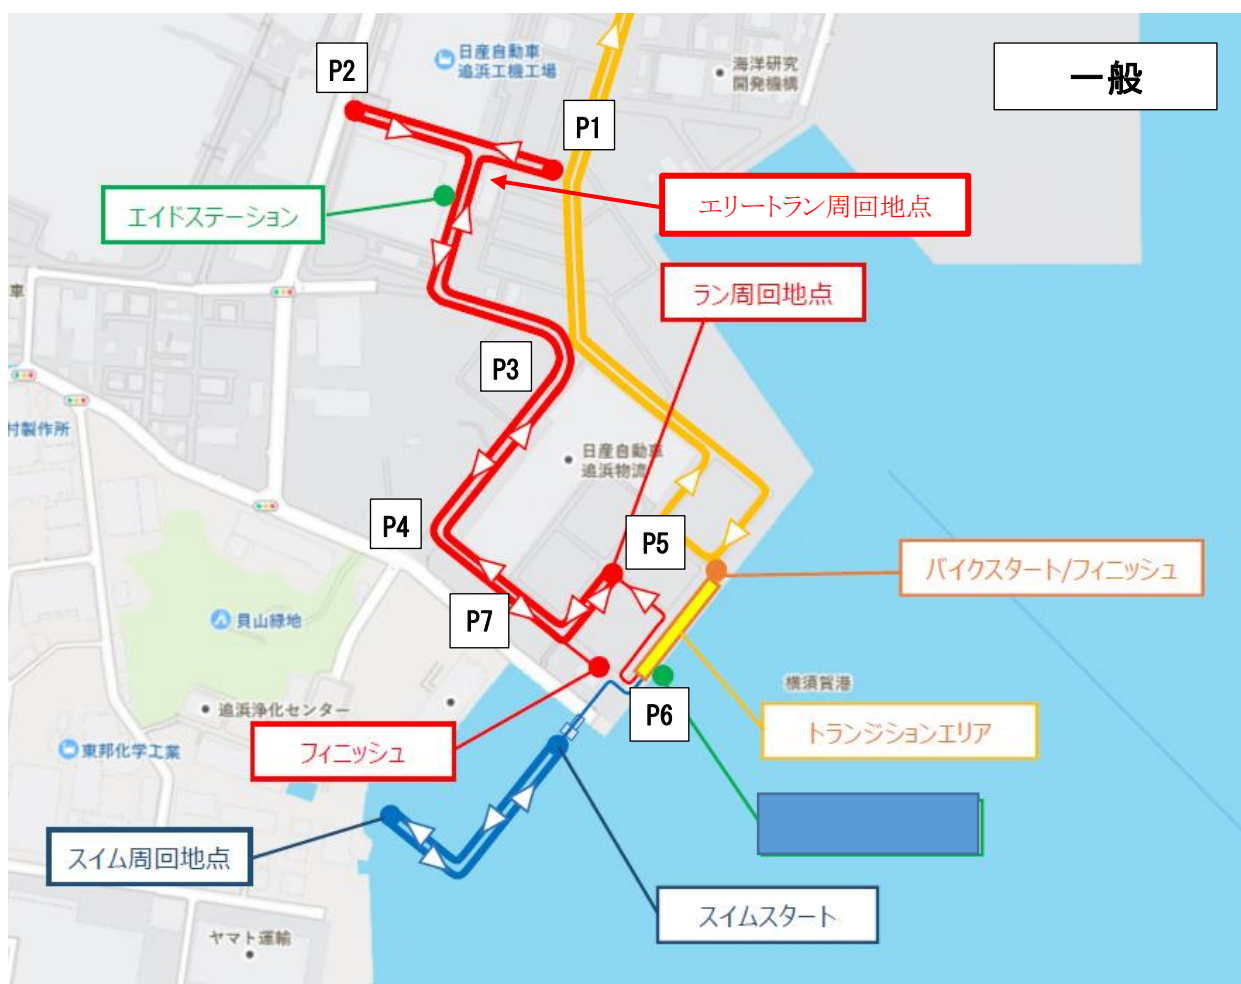 一般
日産自動車
追浜工機工場
海洋研究
開発機構
P2
P1
エイドステーション
エリートラン周回地点
ラン周回地点
車
P3
村製作所
日産自動車
追浜物流
P4
P5
バイクスタート/フィニッシュ
貝山緑地
P7
横須賀港
追浜浄化センター
P6
トランジションエリア
東邦化学工業
フィニッシュ
スイム周回地点
スイムスタート
ヤマト運輸